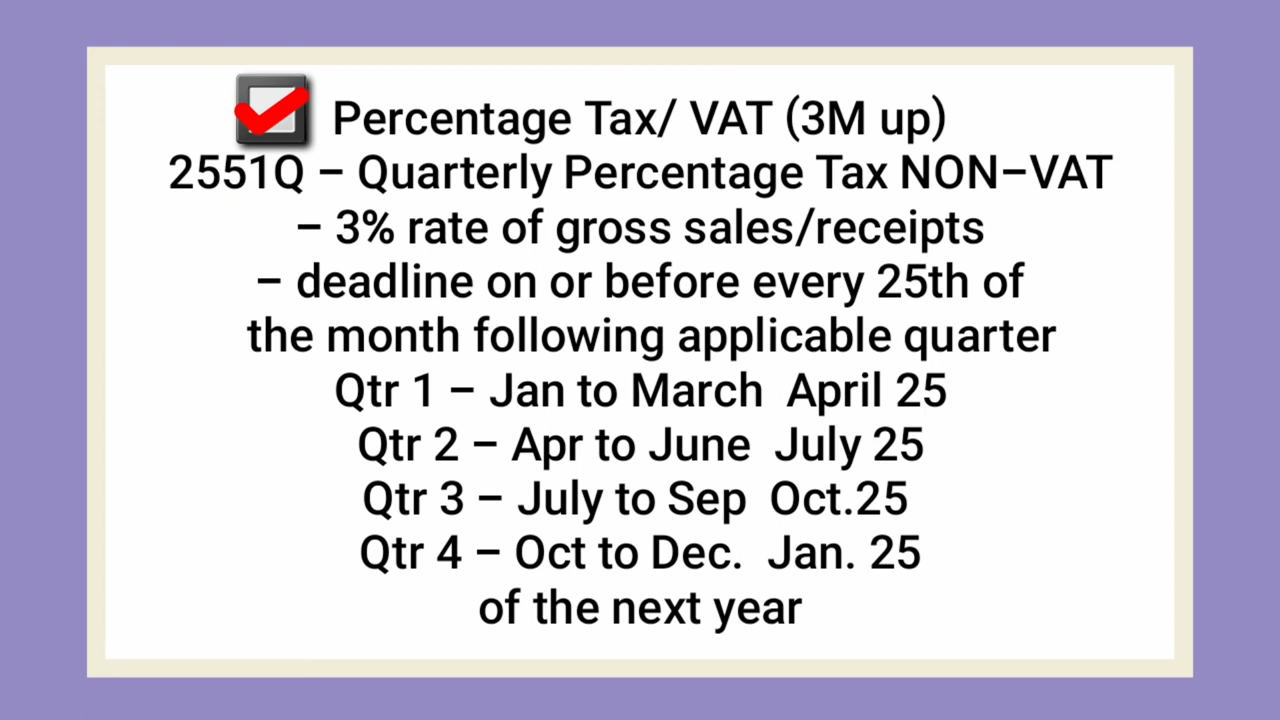 Percentage Tax/ VAT (3M up)
2551Q – Quarterly Percentage Tax NON–VAT
– 3% rate of gross sales/receipts
– deadline on or before every 25th of
the month following applicable quarter
Qtr 1 – Jan to March  April 25
Qtr 2 – Apr to June  July 25
Qtr 3 – July to Sep  Oct.25
Qtr 4 – Oct to Dec.  Jan. 25
of the next year